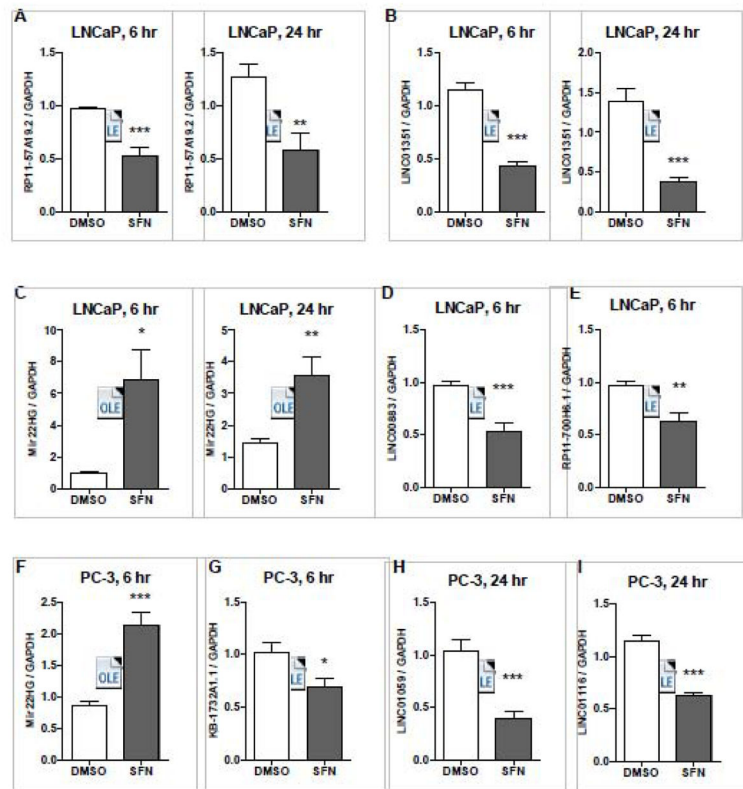 A
LNCaP, 6 hr
RP11-57A19.2 / GAPDH
1.5
1.0
0.5
0.0
***
DMSO
SFN
LE
LNCaP, 24 hr
RP11-57A19.2 / GAPDH
1.5
1.0
0.5
0.0
**
DMSO
SFN
LE
B
LNCaP, 6 hr
LINC01351 / GAPDH
1.5
1.0
0.5
0.0
***
DMSO
SFN
LE
LNCaP, 24 hr
LINC01351 / GAPDH
2.0
1.5
1.0
0.5
0.0
***
DMSO
SFN
C
LNCaP, 6 hr
Mir22HG / GAPDH
10
8
6
4
2
0
*
DMSO
SFN
OLE
LNCaP, 24 hr
Mir22HG / GAPDH
5
4
3
2
1
0
**
DMSO
SFN
OLE
D
LNCaP, 6 hr
LINC00883 / GAPDH
1.5
1.0
0.5
0.0
***
DMSO
SFN
LE
E
LNCaP, 6 hr
RP11-700H6.1 / GAPDH
1.5
1.0
0.5
0.0
**
DMSO
SFN
LE
F
PC-3, 6 hr
Mir22HG / GAPDH
2.5
2.0
1.5
1.0
0.5
0.0
***
DMSO
SFN
OLE
G
PC-3, 6 hr
KB-1732A1.1 / GAPDH
1.5
1.0
0.5
0.0
*
DMSO
SFN
LE
H
PC-3, 24 hr
LINC01059 / GAPDH
1.5
1.0
0.5
0.0
***
DMSO
SFN
LE
I
PC-3, 24 hr
LINC01116 / GAPDH
1.5
1.0
0.5
0.0
***
DMSO
SFN
LE